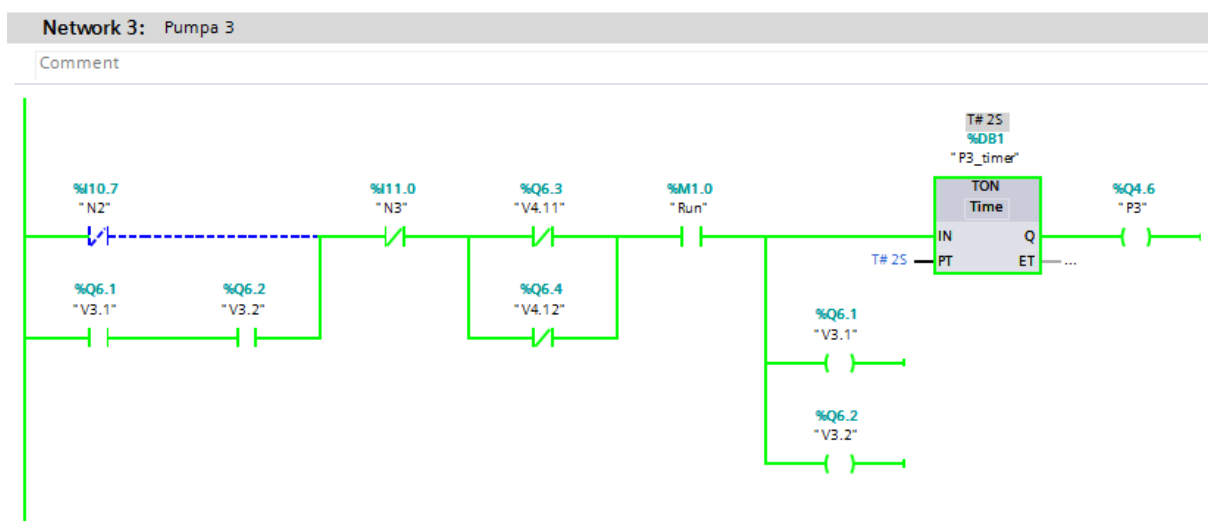 Network 3: Pumpa 3
Comment
T# 2S
%DB1
"P3_timer"
%I10.7
"N2"
%I11.0
"N3"
%Q6.3
"V4.11"
%M1.0
"Run"
TON
Time
%Q4.6
"P3"
IN Q
T# 2S PT ET ...
%Q6.1
"V3.1"
%Q6.2
"V3.2"
%Q6.4
"V4.12"
%Q6.1
"V3.1"
%Q6.2
"V3.2"